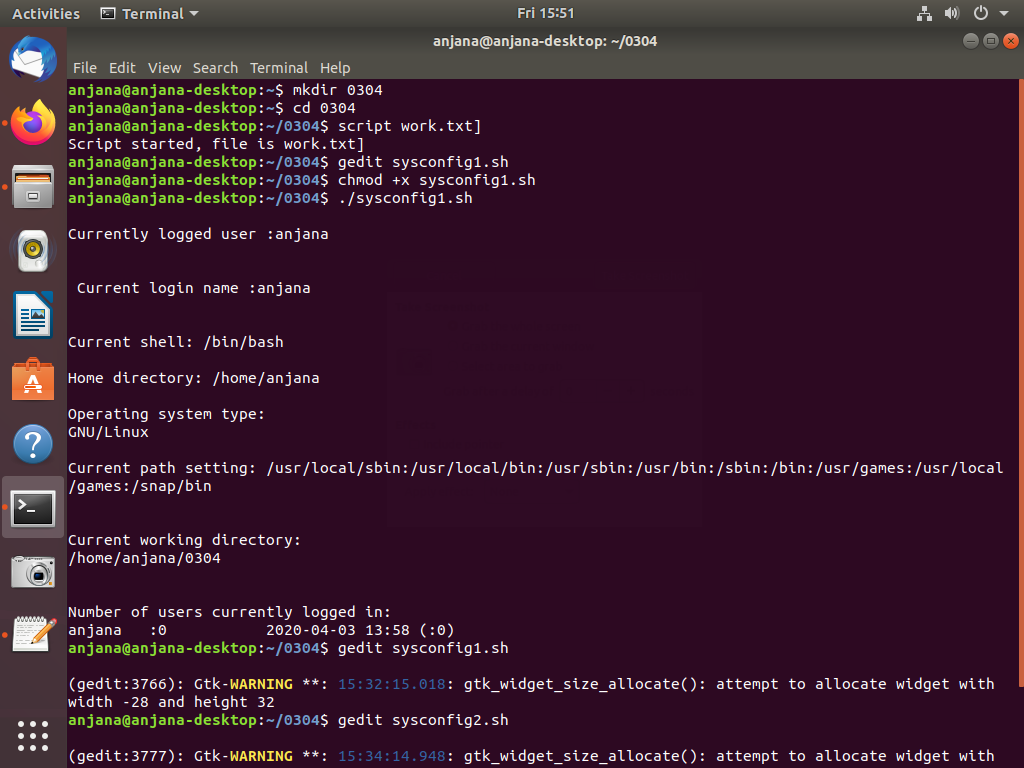 Activities Terminal Fri 15:51
anjana@anjana-desktop: ~/0304
File Edit View Search Terminal Help
anjana@anjana-desktop:~$ mkdir 0304
anjana@anjana-desktop:~$ cd 0304
anjana@anjana-desktop:~/0304$ script work.txt]
Script started, file is work.txt]
anjana@anjana-desktop:~/0304$ gedit sysconfig1.sh
anjana@anjana-desktop:~/0304$ chmod +x sysconfig1.sh
anjana@anjana-desktop:~/0304$ ./sysconfig1.sh
Currently logged user :anjana
Current login name :anjana
Current shell: /bin/bash
Home directory: /home/anjana
Operating system type:
GNU/Linux
Current path setting: /usr/local/sbin:/usr/local/bin:/usr/sbin:/usr/bin:/sbin:/bin:/usr/games:/usr/local
/games:/snap/bin
Current working directory:
/home/anjana/0304
Number of users currently logged in:
anjana   :0           2020-04-03 13:58 (:0)
anjana@anjana-desktop:~/0304$ gedit sysconfig1.sh
(gedit:3766): Gtk-WARNING **: 15:32:15.018: gtk_widget_size_allocate(): attempt to allocate widget with
width -28 and height 32
anjana@anjana-desktop:~/0304$ gedit sysconfig2.sh
(gedit:3777): Gtk-WARNING **: 15:34:14.948: gtk_widget_size_allocate(): attempt to allocate widget with